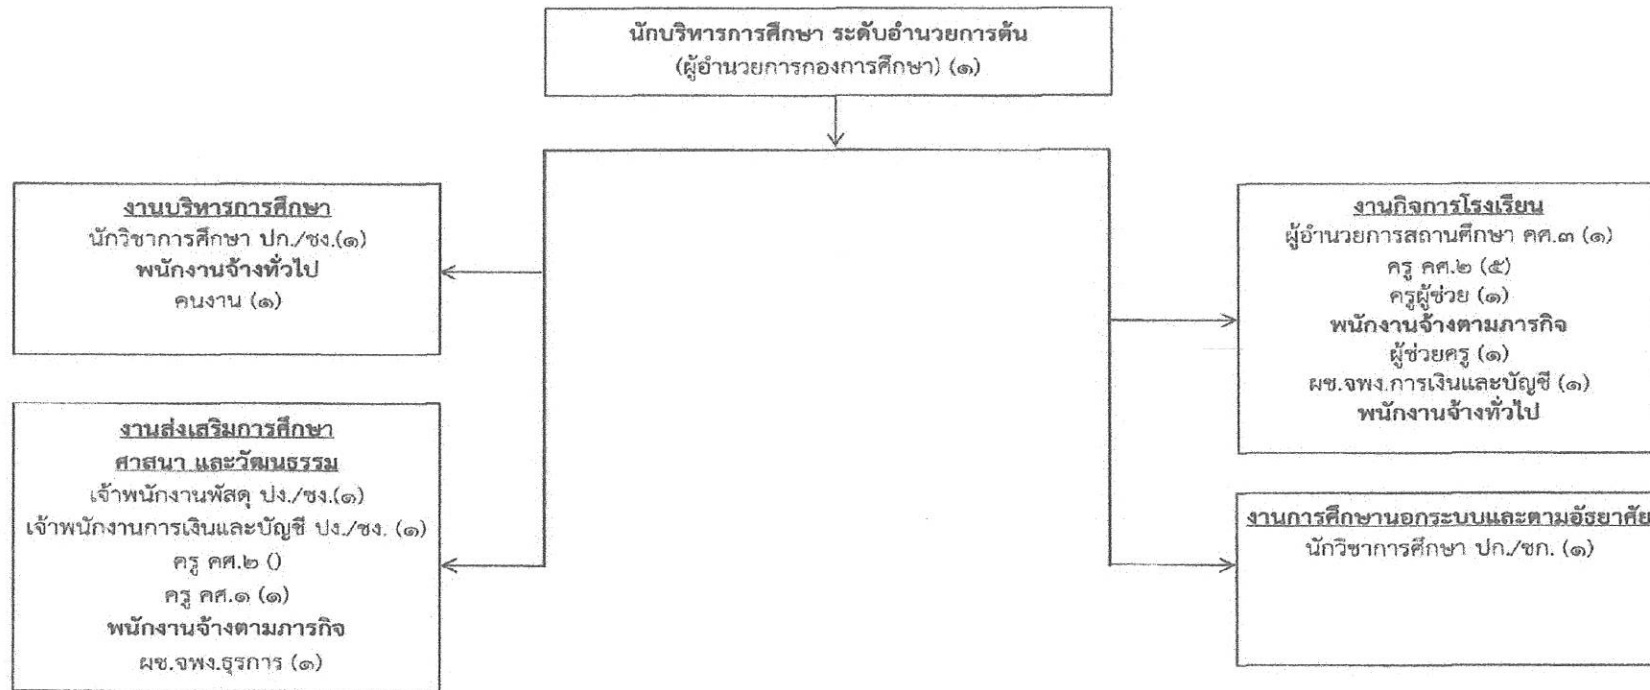 นักบริหารการศึกษา ระดับอำนวยการต้น
(ผู้อำนวยการกองการศึกษา) (๑)
งานบริหารการศึกษา
นักวิชาการศึกษา ปก./ชง.(๑)
พนักงานจ้างทั่วไป
คนงาน (๑)
งานส่งเสริมการศึกษา
ศาสนา และวัฒนธรรม
เจ้าพนักงานพัสดุ ปง./ชง.(๑)
เจ้าพนักงานการเงินและบัญชี ปง./ชง. (๑)
ครู คศ.๒ ()
ครู คศ.๑ (๑)
พนักงานจ้างตามภารกิจ
ผช.จพง.ธุรการ (๑)
งานกิจการโรงเรียน
ผู้อำนวยการสถานศึกษา คศ.๓ (๑)
ครู คศ.๒ (๕)
ครูผู้ช่วย (๑)
พนักงานจ้างตามภารกิจ
ผู้ช่วยครู (๑)
ผช.จพง.การเงินและบัญชี (๑)
พนักงานจ้างทั่วไป
งานการศึกษานอกระบบและตามอัธยาศัย
นักวิชาการศึกษา ปก./ชก. (๑)